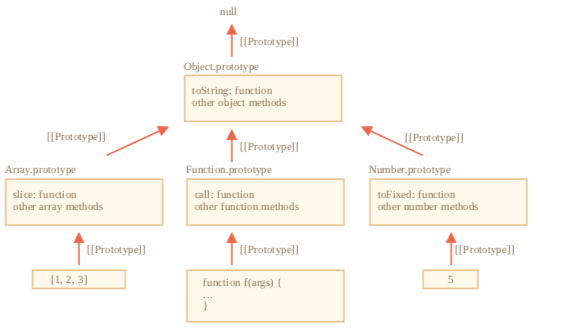 null
[[Prototype]]
Object.prototype
toString: function
other object methods
[[Prototype]]
[[Prototype]]
[[Prototype]]
Array.prototype
slice: function
other array methods
Function.prototype
call: function
other function methods
Number.prototype
toFixed: function
other number methods
[[Prototype]]
[[Prototype]]
[[Prototype]]
[1, 2, 3]
function f(args) {
...
}
5